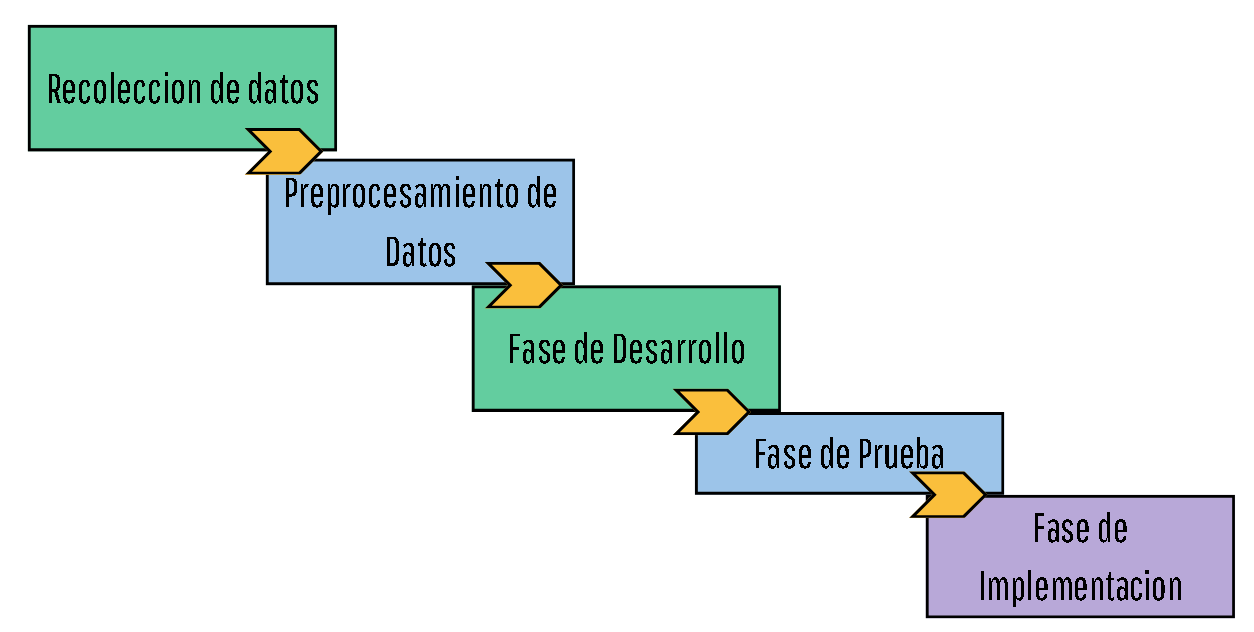 Recoleccion de datos
Preprocesamiento de
Datos
Fase de Desarrollo
Fase de Prueba
Fase de
Implementacion